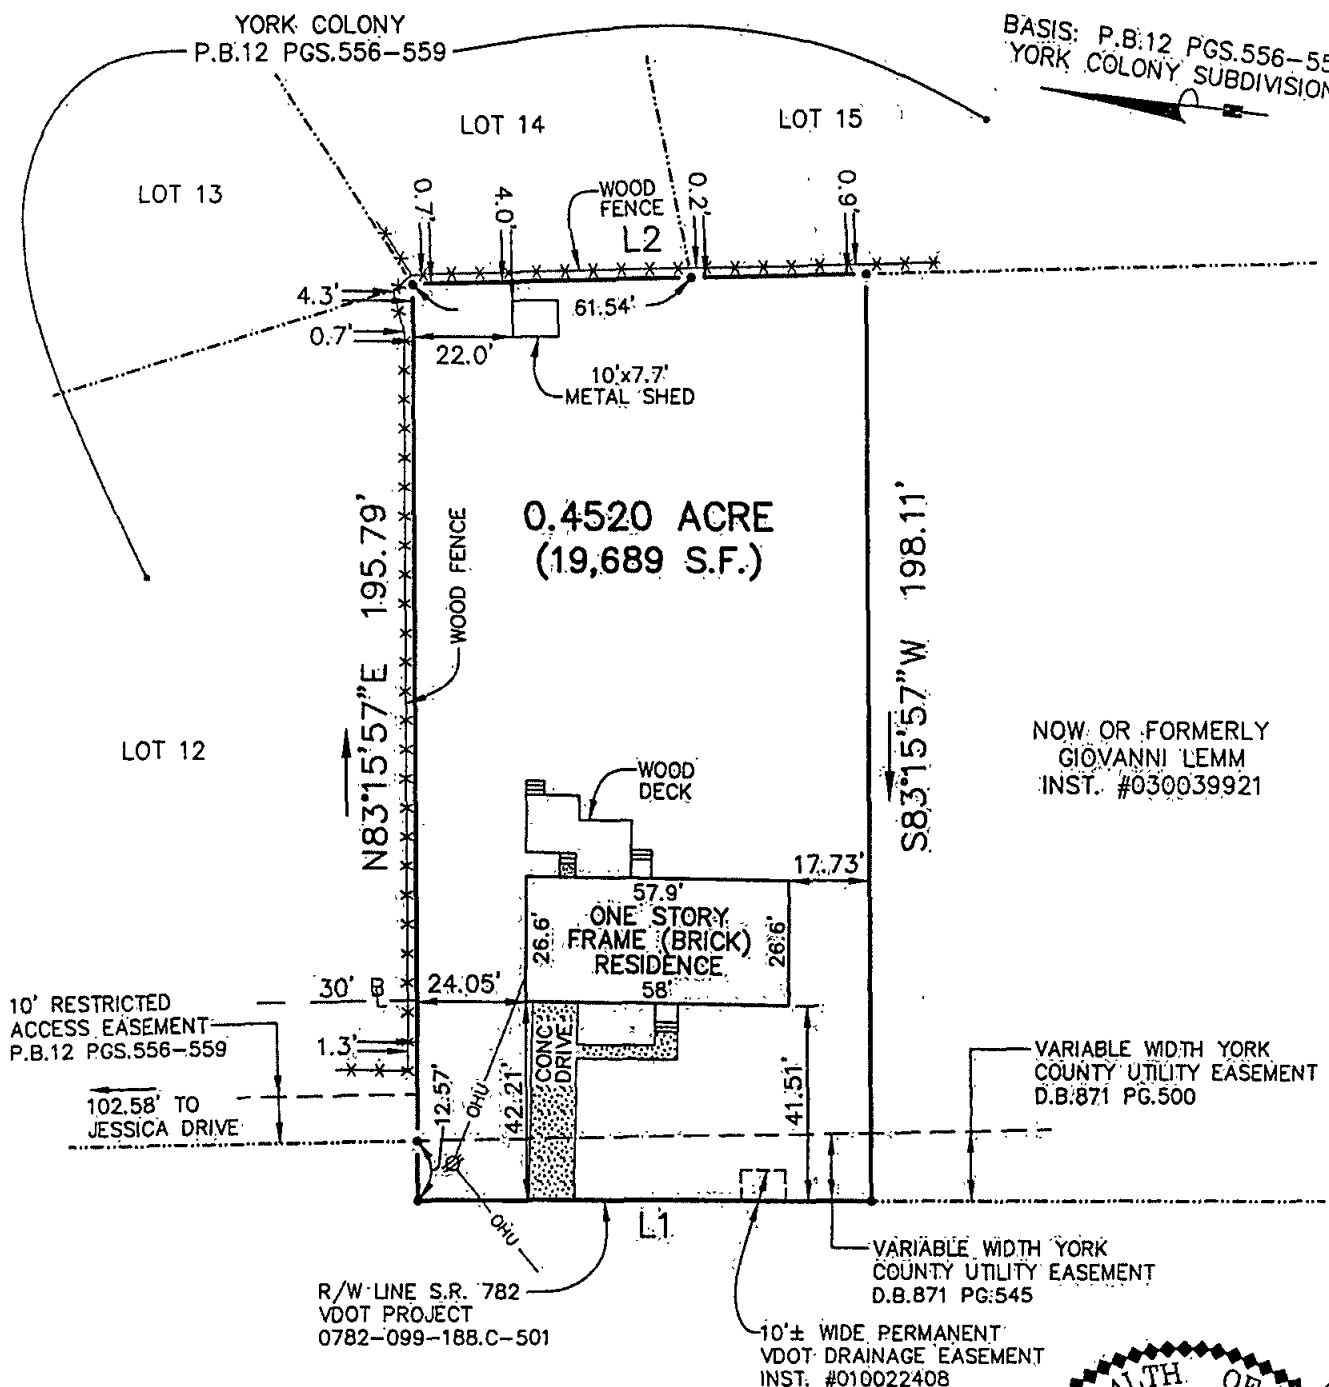 YORK COLONY
P.B.12 PGS.556-559
BASIS: P.B.12 PGS.556-55
YORK COLONY SUBDIVISION
N
LOT 14
LOT 15
LOT 13
WOOD
FENCE
L2
0.7'
4.0'
0.2'
0.9'
4.3'
0.7'
22.0'
61.54'
10'x7.7'
METAL SHED
0.4520 ACRE
(19,689 S.F.)
N83°15'57"E 195.79'
WOOD FENCE
S83°15'57"W 198.11'
LOT 12
NOW OR FORMERLY
GIOVANNI LEMM
INST. #030039921
WOOD
DECK
17.73'
57.9'
ONE STORY
FRAME (BRICK)
RESIDENCE
58'
26.6'
26.6'
30' BL
24.05'
10' RESTRICTED
ACCESS EASEMENT
P.B.12 PGS.556-559
1.3'
CONC
DRIVE
102.58' TO
JESSICA DRIVE
12.57'
OHU
42.21'
41.51'
VARIABLE WIDTH YORK
COUNTY UTILITY EASEMENT
D.B.871 PG.500
OHU
L1
R/W LINE S.R. 782
VDOT PROJECT
0782-099-188.C-501
VARIABLE WIDTH YORK
COUNTY UTILITY EASEMENT
D.B.871 PG.545
10'± WIDE PERMANENT
VDOT DRAINAGE EASEMENT
INST. #010022408
ALTH OF